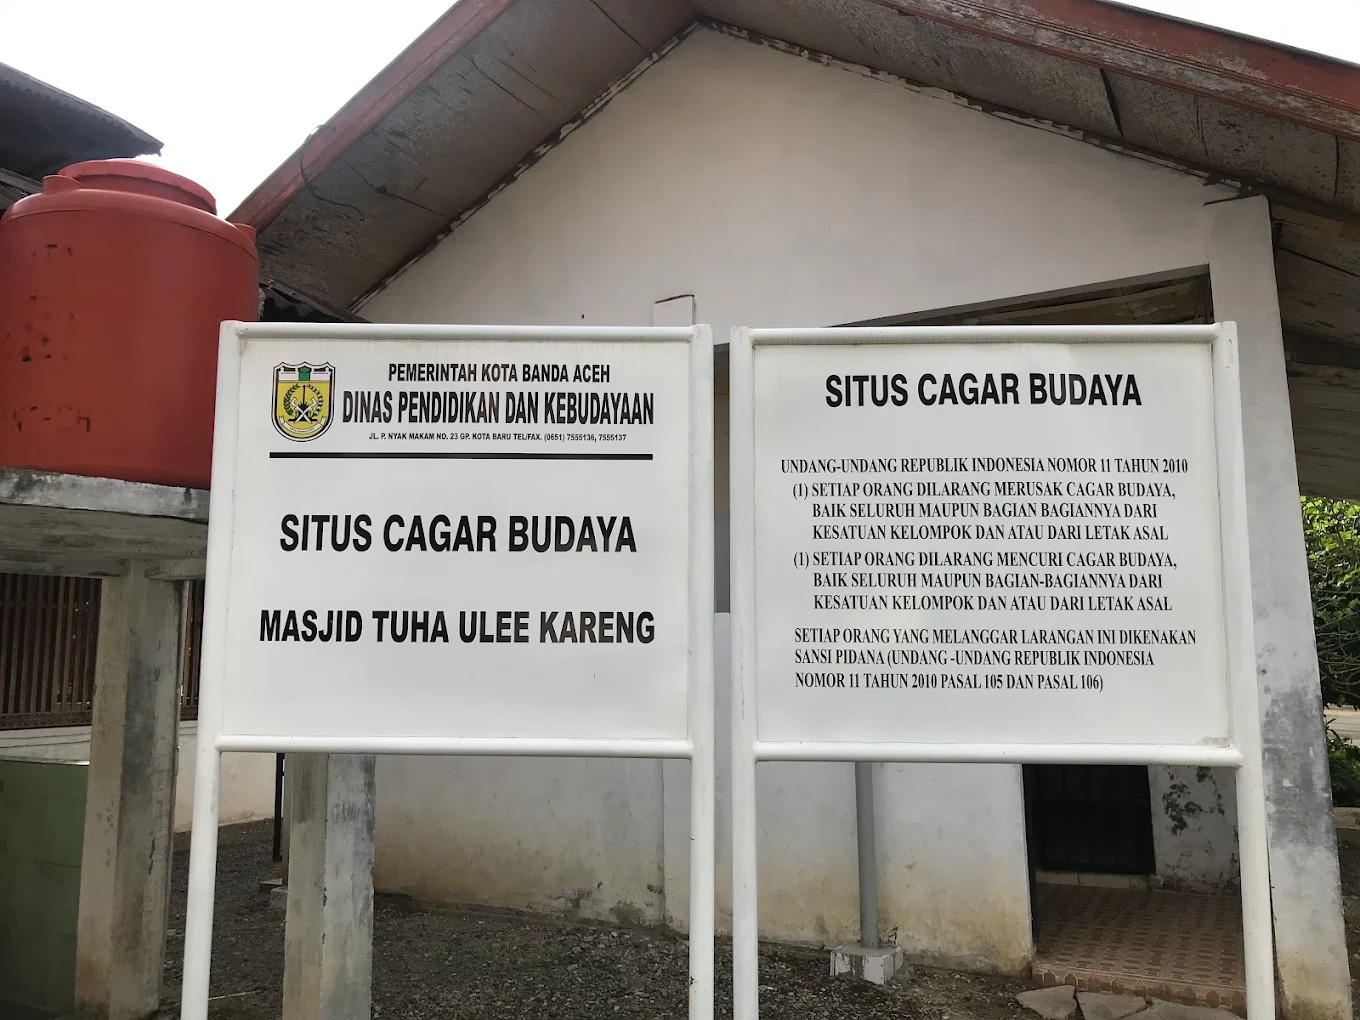 PEMERINTAH KOTA BANDA ACEH
DINAS PENDIDIKAN DAN KEBUDAYAAN
JL. P. NYAK MAKAM NO. 23 GP. KOTA BARU TEL/FAX. (0651) 7555136, 7555137
SITUS CAGAR BUDAYA
MASJID TUHA ULEE KARENG
SITUS CAGAR BUDAYA
UNDANG-UNDANG REPUBLIK INDONESIA NOMOR 11 TAHUN 2010
(1) SETIAP ORANG DILARANG MERUSAK CAGAR BUDAYA,
BAIK SELURUH MAUPUN BAGIAN BAGIANNYA DARI
KESATUAN KELOMPOK DAN ATAU DARI LETAK ASAL
(1) SETIAP ORANG DILARANG MENCURI CAGAR BUDAYA,
BAIK SELURUH MAUPUN BAGIAN-BAGIANNYA DARI
KESATUAN KELOMPOK DAN ATAU DARI LETAK ASAL
SETIAP ORANG YANG MELANGGAR LARANGAN INI DIKENAKAN
SANSI PIDANA (UNDANG -UNDANG REPUBLIK INDONESIA
NOMOR 11 TAHUN 2010 PASAL 105 DAN PASAL 106)